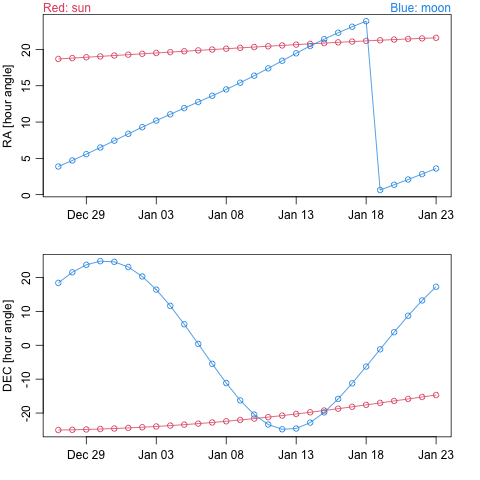 Red: sun Blue: moon
RA [hour angle]
20
15
10
5
0
Dec 29 Jan 03 Jan 08 Jan 13 Jan 18 Jan 23
DEC [hour angle]
20
10
0
-10
-20
Dec 29 Jan 03 Jan 08 Jan 13 Jan 18 Jan 23